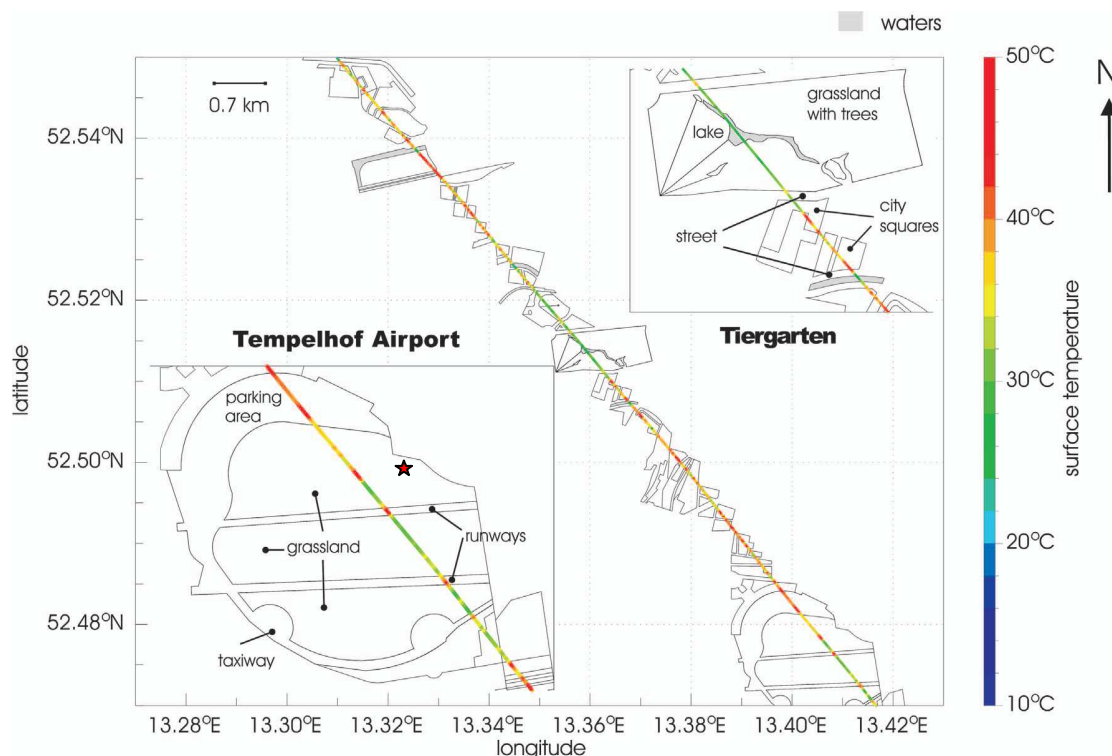 waters
50°C
N
0.7 km
grassland
with trees
lake
52.54°N
city
squares
street
40°C
52.52°N
Tempelhof Airport
Tiergarten
surface temperature
parking
area
30°C
latitude
52.50°N
runways
grassland
20°C
52.48°N
taxiway
10°C
13.28°E 13.30°E 13.32°E 13.34°E 13.36°E 13.38°E 13.40°E 13.42°E
longitude